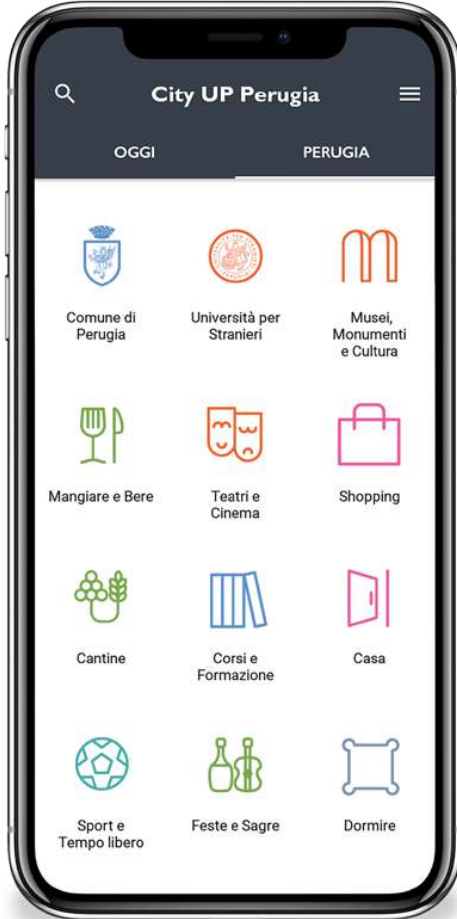 City UP Perugia
OGGI
PERUGIA
Comune di
Perugia
Università per
Stranieri
Musei,
Monumenti
e Cultura
Mangiare e Bere
Teatri e
Cinema
Shopping
Cantine
Corsi e
Formazione
Casa
Sport e
Tempo libero
Feste e Sagre
Dormire